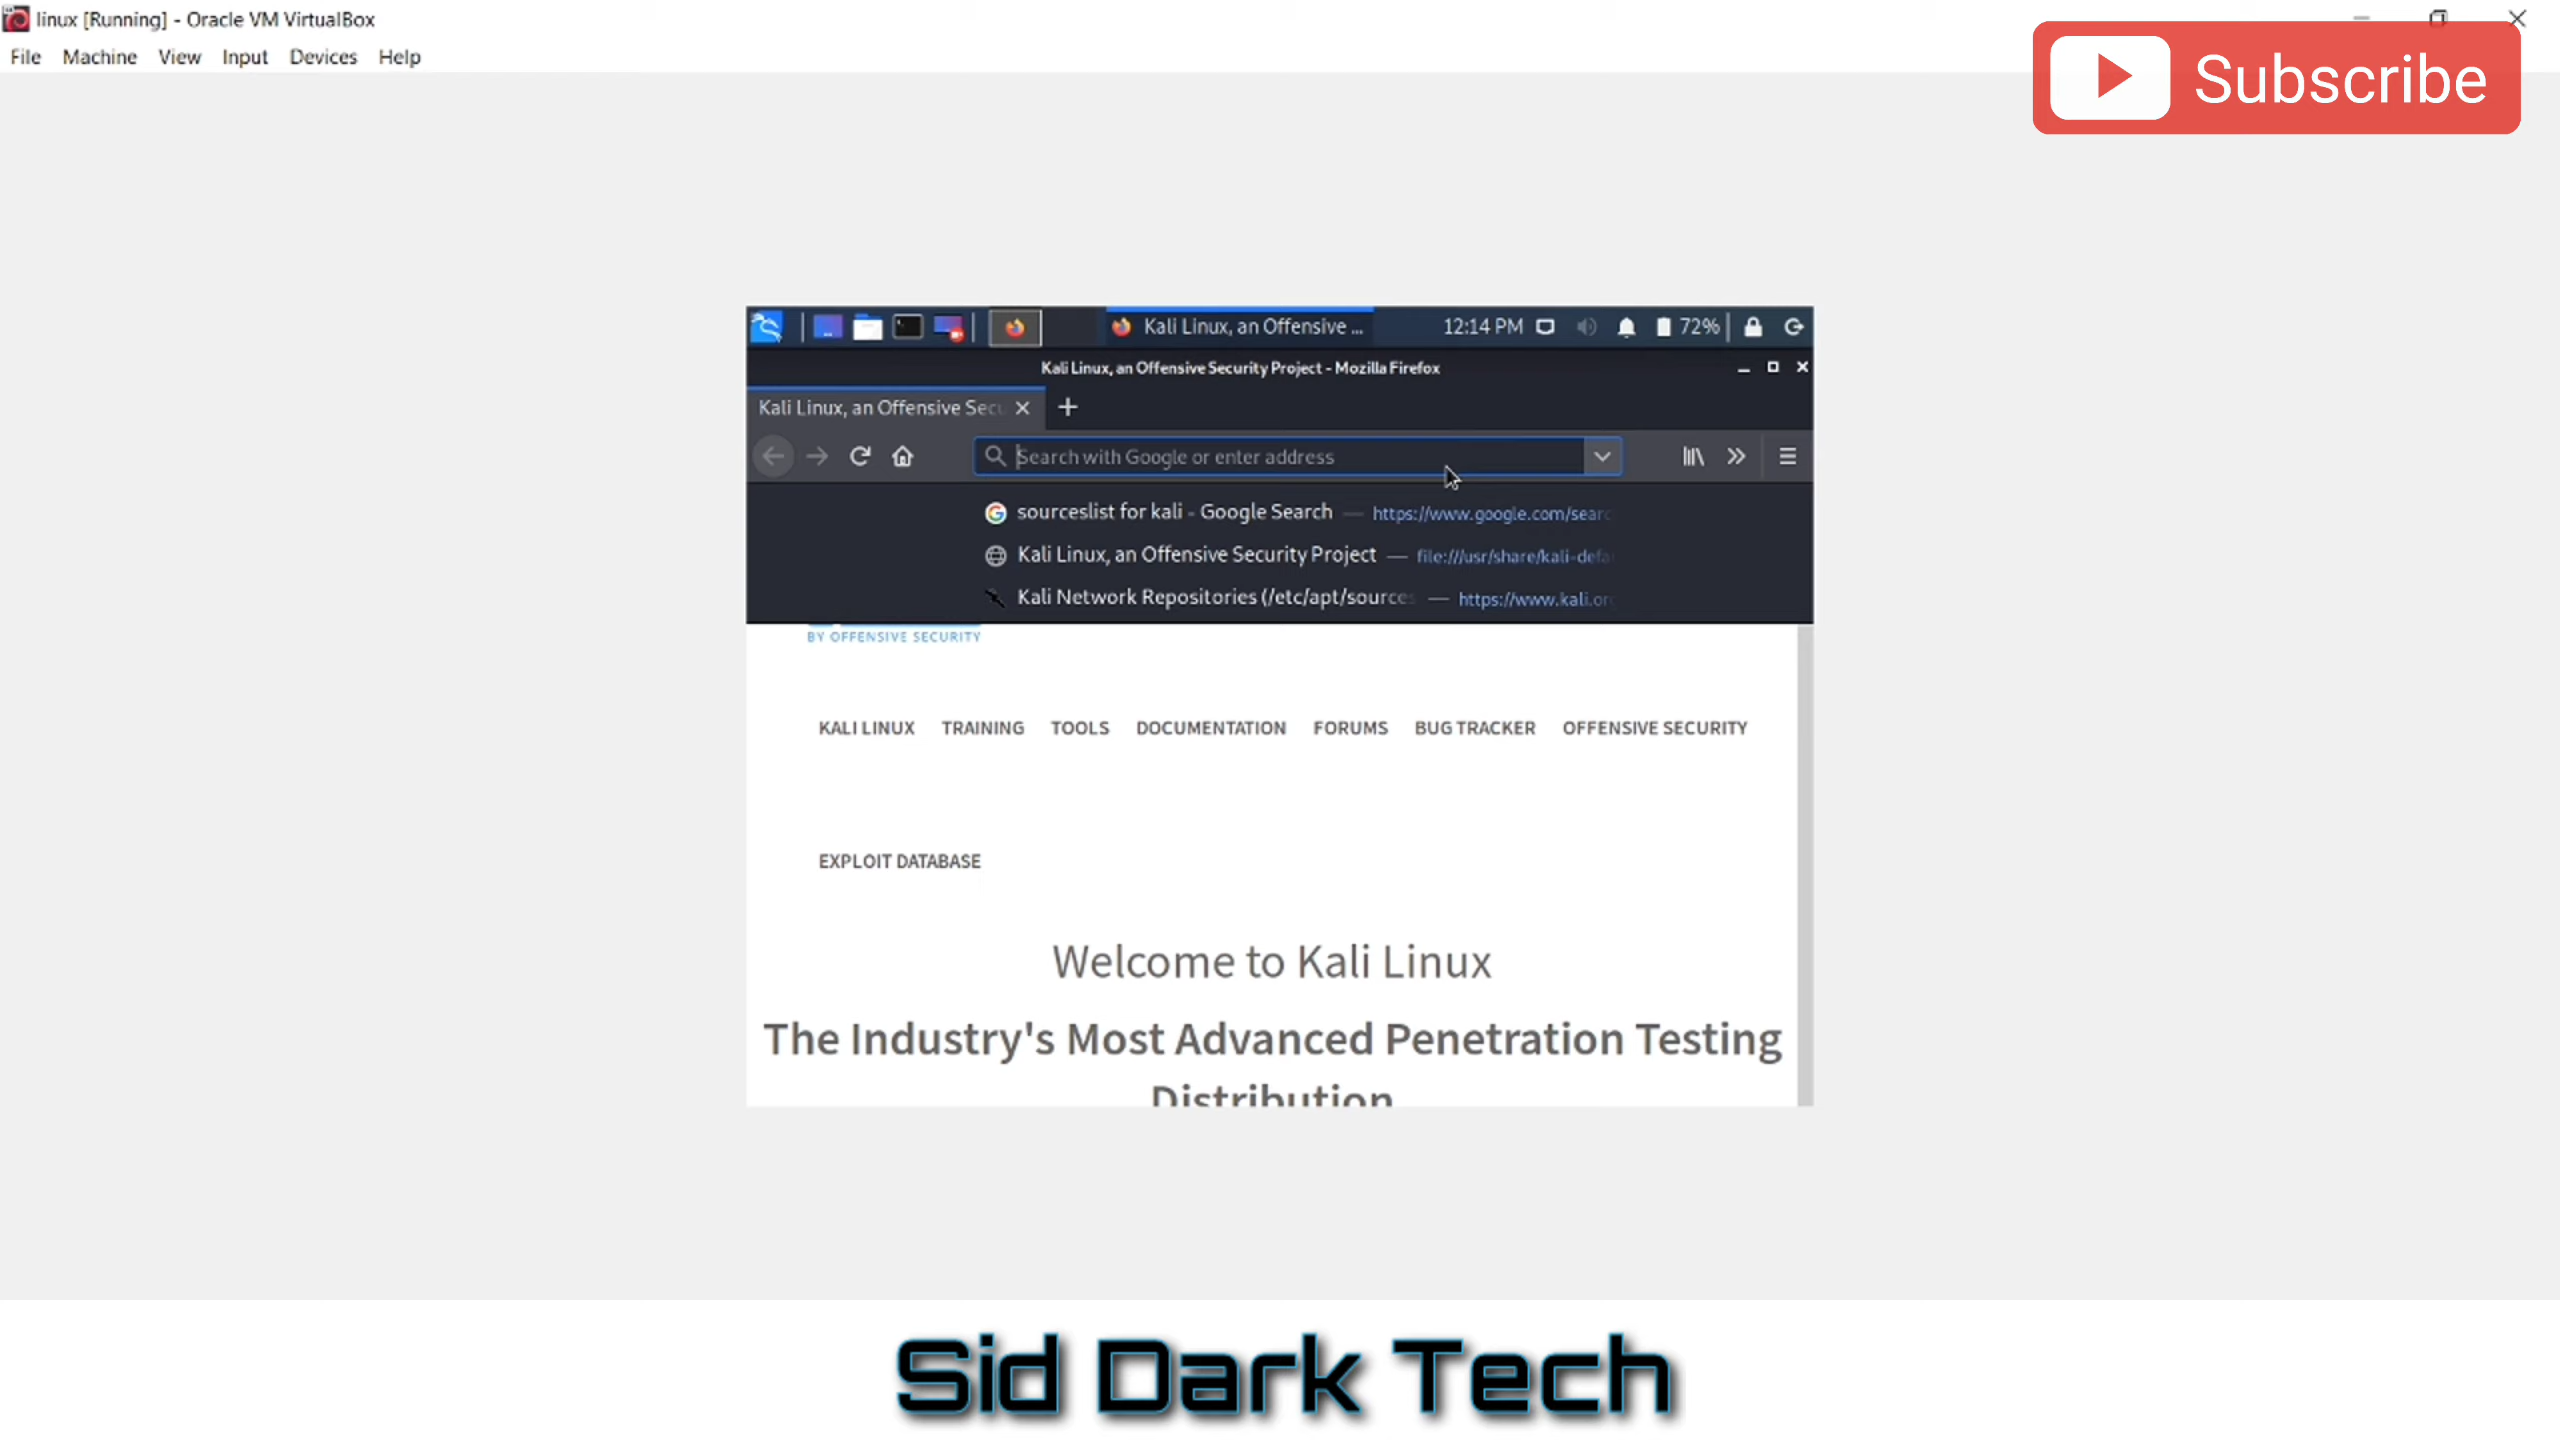 linux [Running] - Oracle VM VirtualBox
File Machine View Input Devices Help
Subscribe
Kali Linux, an Offensive ... 12:14 PM 72%
Kali Linux, an Offensive Security Project - Mozilla Firefox
Kali Linux, an Offensive Secu
Search with Google or enter address
sourceslist for kali - Google Search — https://www.google.com/searc
Kali Linux, an Offensive Security Project — file:///usr/share/kali-defa
Kali Network Repositories (/etc/apt/sources — https://www.kali.or
BY OFFENSIVE SECURITY
KALI LINUX TRAINING TOOLS DOCUMENTATION FORUMS BUG TRACKER OFFENSIVE SECURITY
EXPLOIT DATABASE
Welcome to Kali Linux
The Industry's Most Advanced Penetration Testing
Distribution
Sid Dark Tech